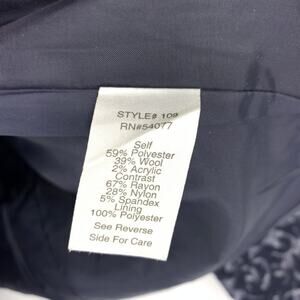 STYLE# 109
RN#54077
Self
59% Polyester
39% Wool
2% Acrylic
Contrast
67% Rayon
28% Nylon
5% Spandex
Lining
100% Polyester
See Reverse
Side For Care